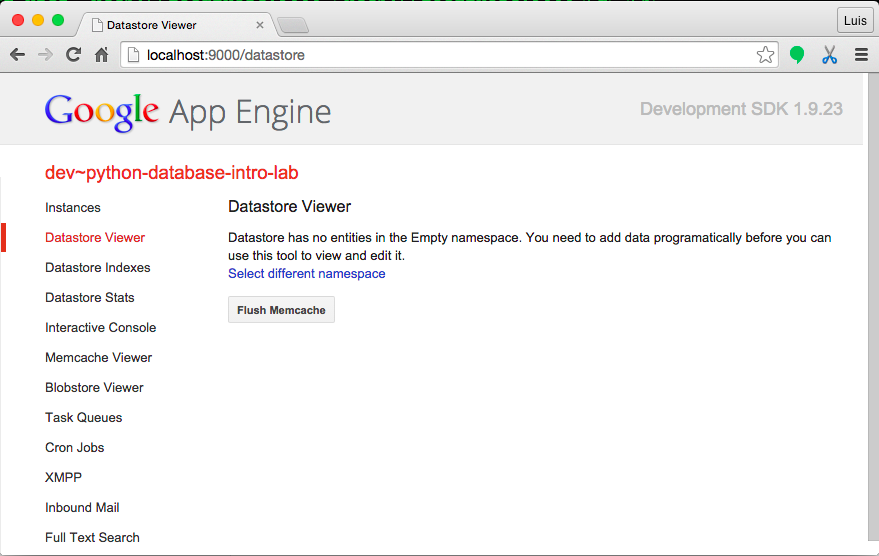 Datastore Viewer
Luis
localhost:9000/datastore
Google App Engine
Development SDK 1.9.23
dev~python-database-intro-lab
Instances
Datastore Viewer
Datastore Indexes
Datastore Stats
Interactive Console
Memcache Viewer
Blobstore Viewer
Task Queues
Cron Jobs
XMPP
Inbound Mail
Full Text Search
Datastore Viewer
Datastore has no entities in the Empty namespace. You need to add data programatically before you can
use this tool to view and edit it.
Select different namespace
Flush Memcache